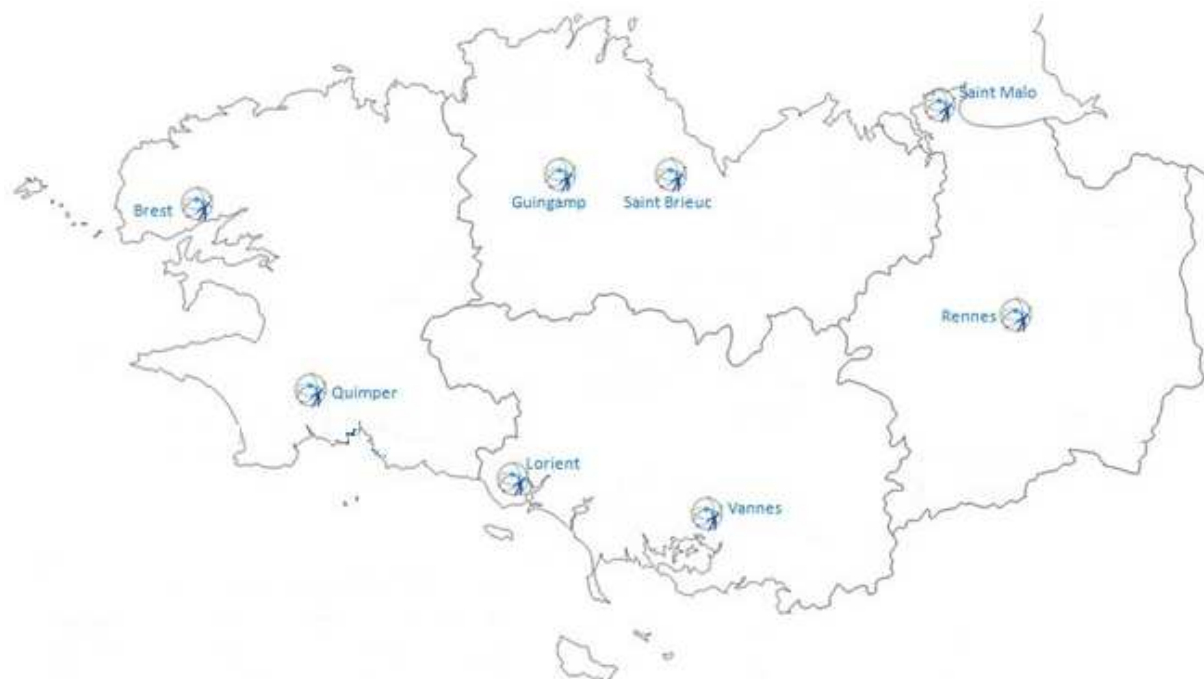 Saint Malo
Brest
Guingamp
Saint Brieuc
Rennes
Quimper
Lorient
Vannes